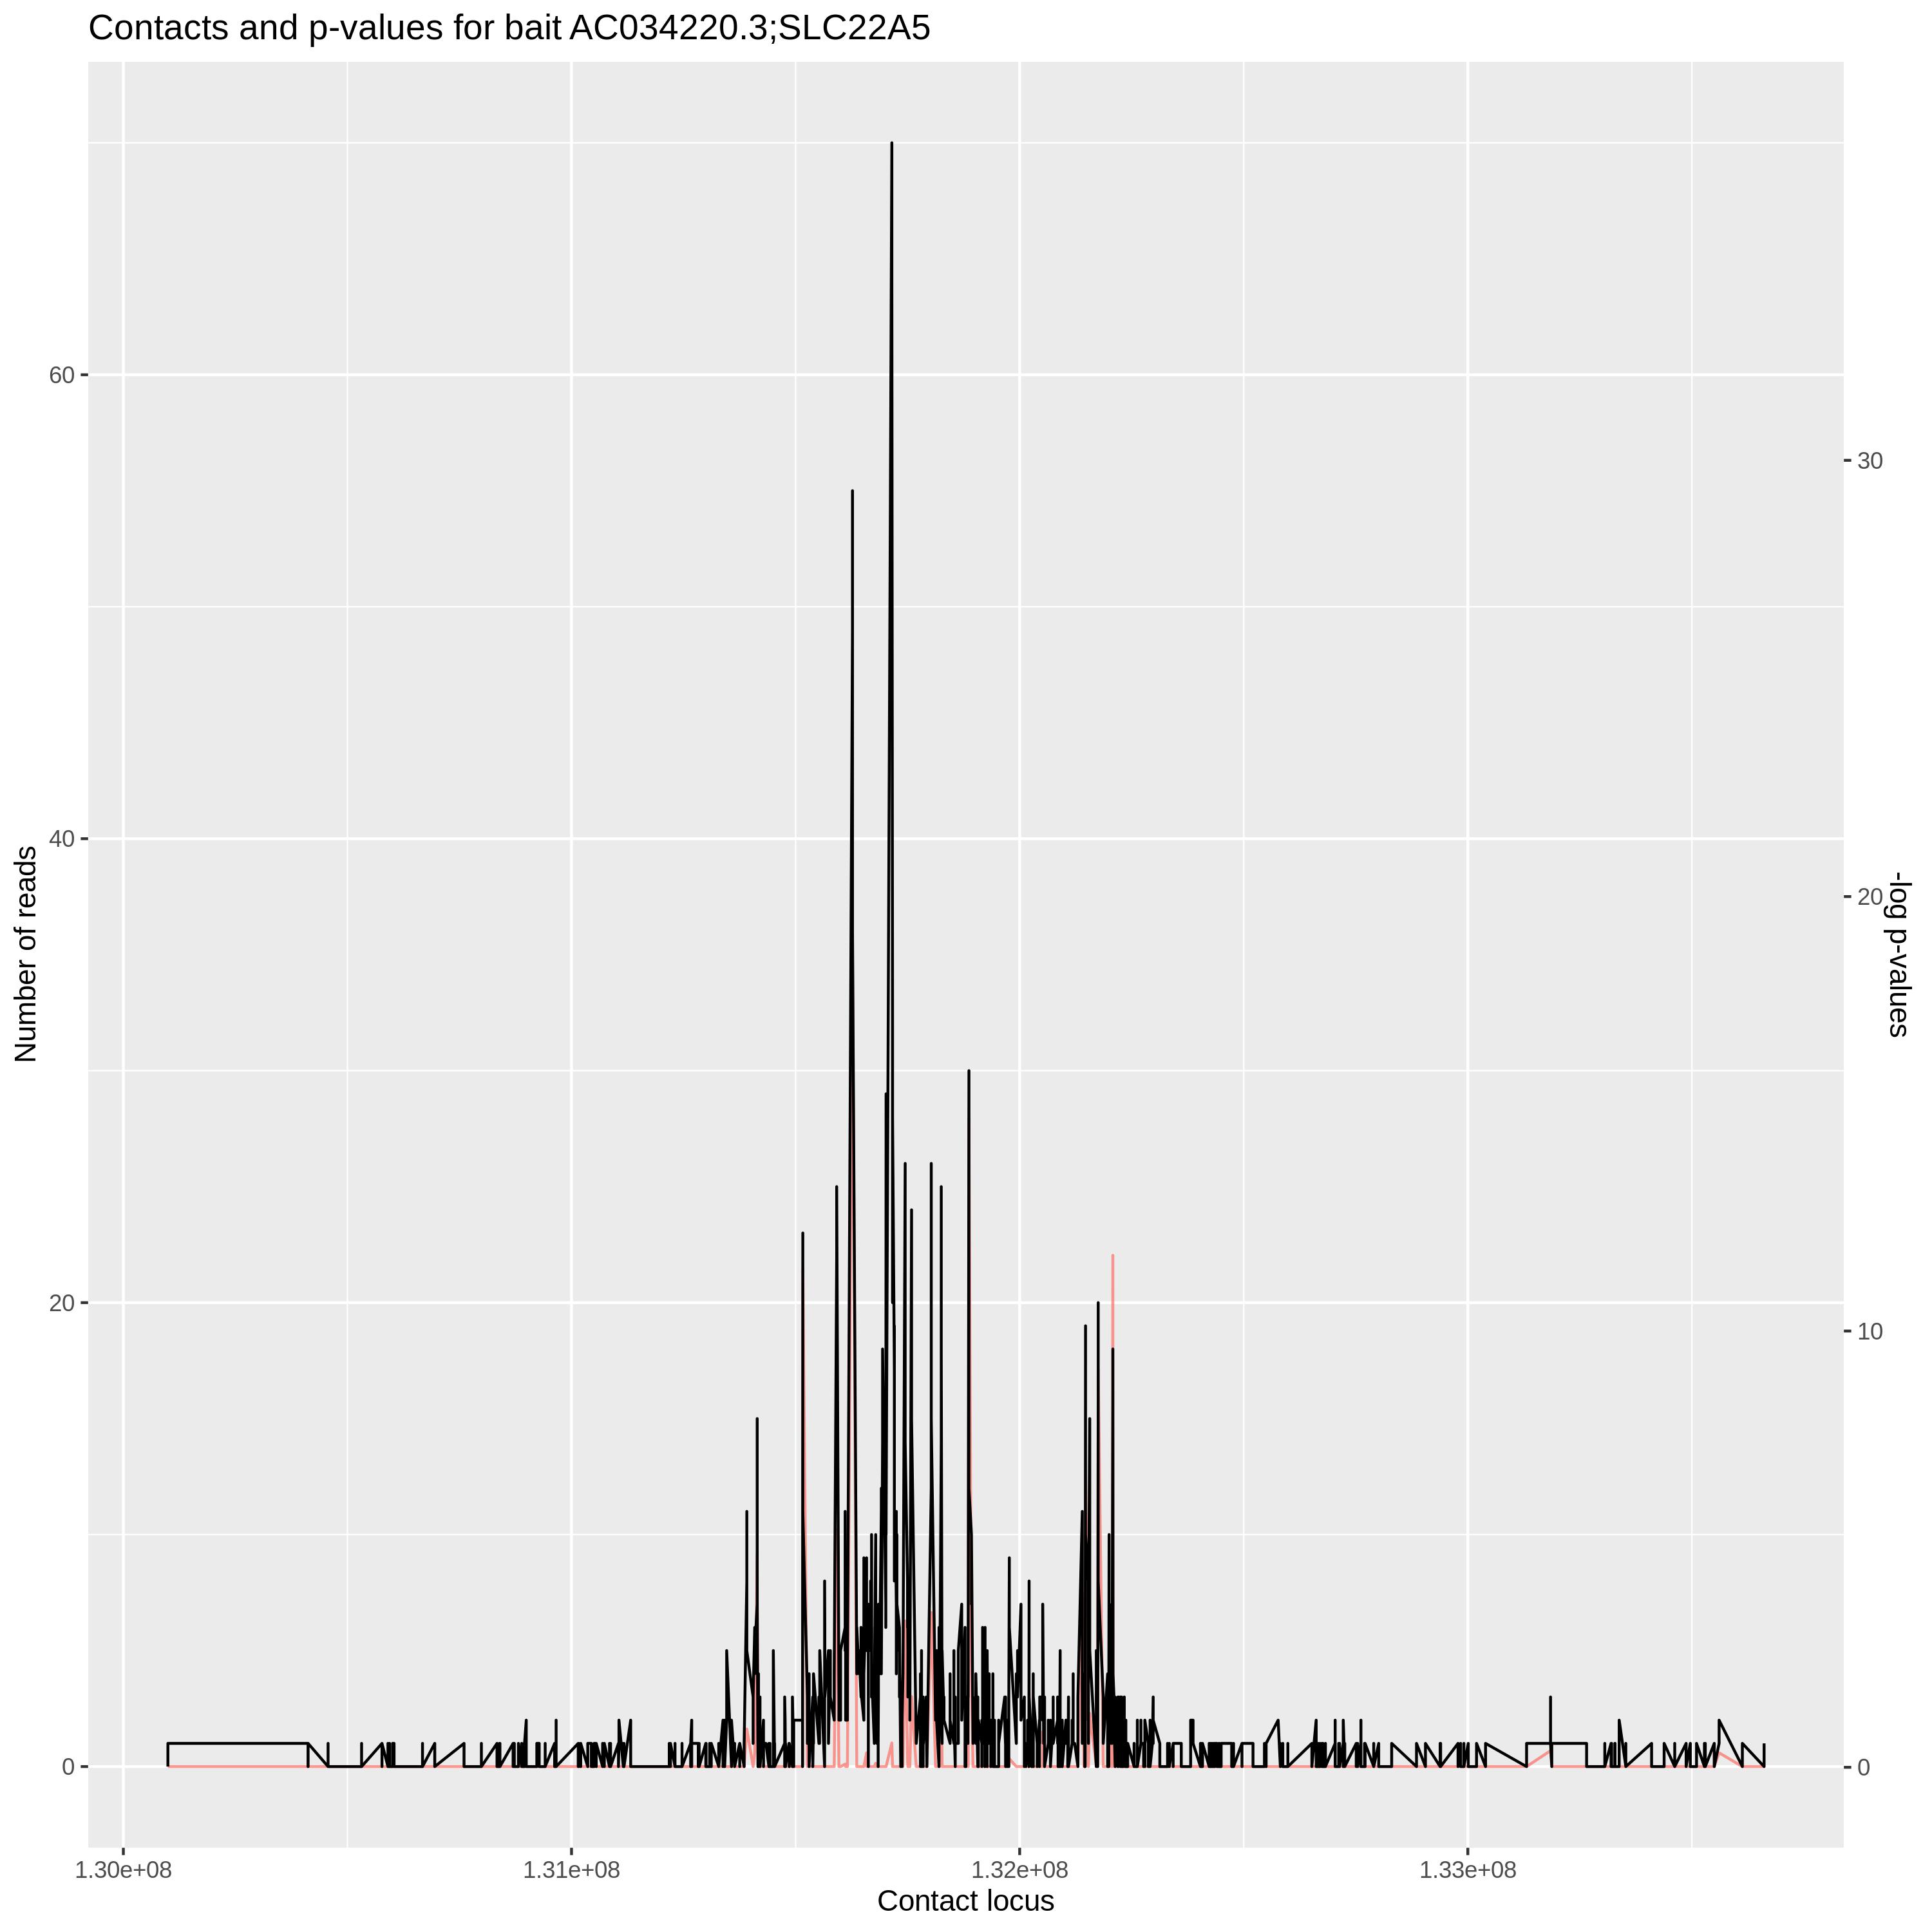 Contacts and p-values for bait AC034220.3;SLC22A5
60
40
20
0
Number of reads
30
20
10
0
-log p-values
1.30e+08
1.31e+08
1.32e+08
1.33e+08
Contact locus